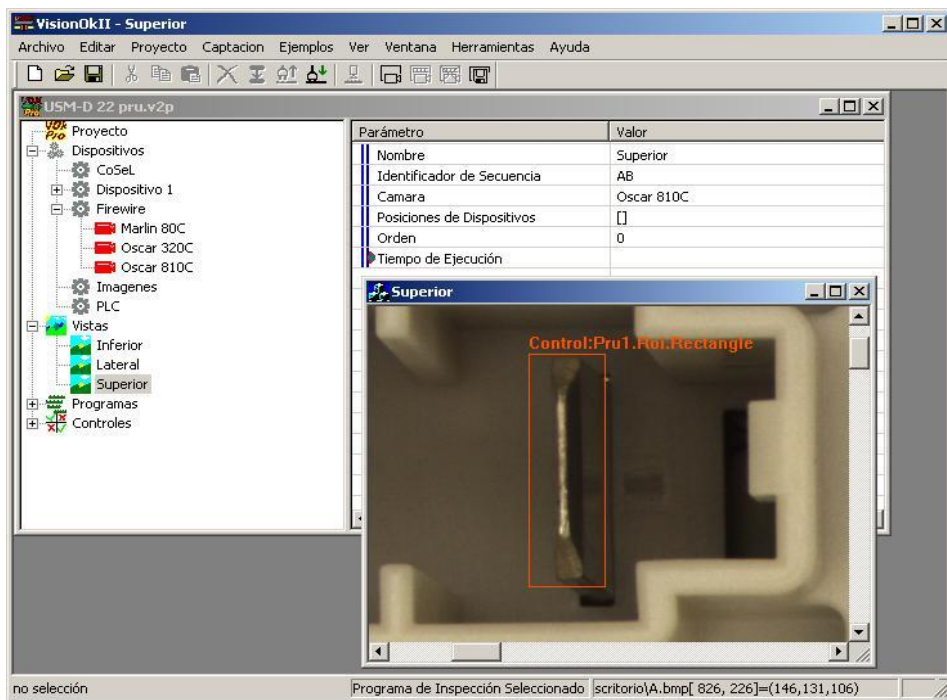 VisionOkII - Superior
Archivo Editar Proyecto Captacion Ejemplos Ver Ventana Herramientas Ayuda
USM-D 22 pru.v2p
VOk Pro Proyecto
Dispositivos
CoSeL
Dispositivo 1
Firewire
Marlin 80C
Oscar 320C
Oscar 810C
Imagenes
PLC
Vistas
Inferior
Lateral
Superior
Programas
Controles
Parámetro Valor
Nombre Superior
Identificador de Secuencia AB
Camara Oscar 810C
Posiciones de Dispositivos []
Orden 0
Tiempo de Ejecución
Superior
Control:Pru1.Roi.Rectangle
no selección Programa de Inspección Seleccionado scritorio\A.bmp[ 826, 226]=(146,131,106)